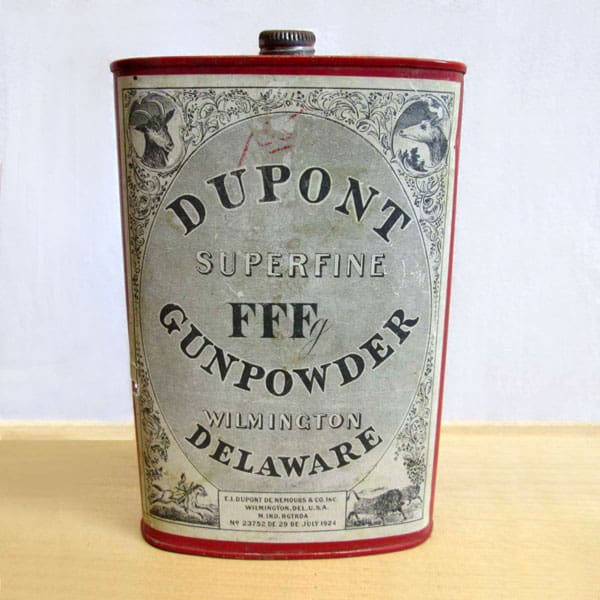 DUPONT
SUPERFINE
FFFg
GUNPOWDER
WILMINGTON
DELAWARE
E.I. DUPONT DE NEMOURS & CO. INC.
WILMINGTON, DEL. U.S.A.
M. IND. RGTRDA
No 23752 DE 29 DE JULY 1924